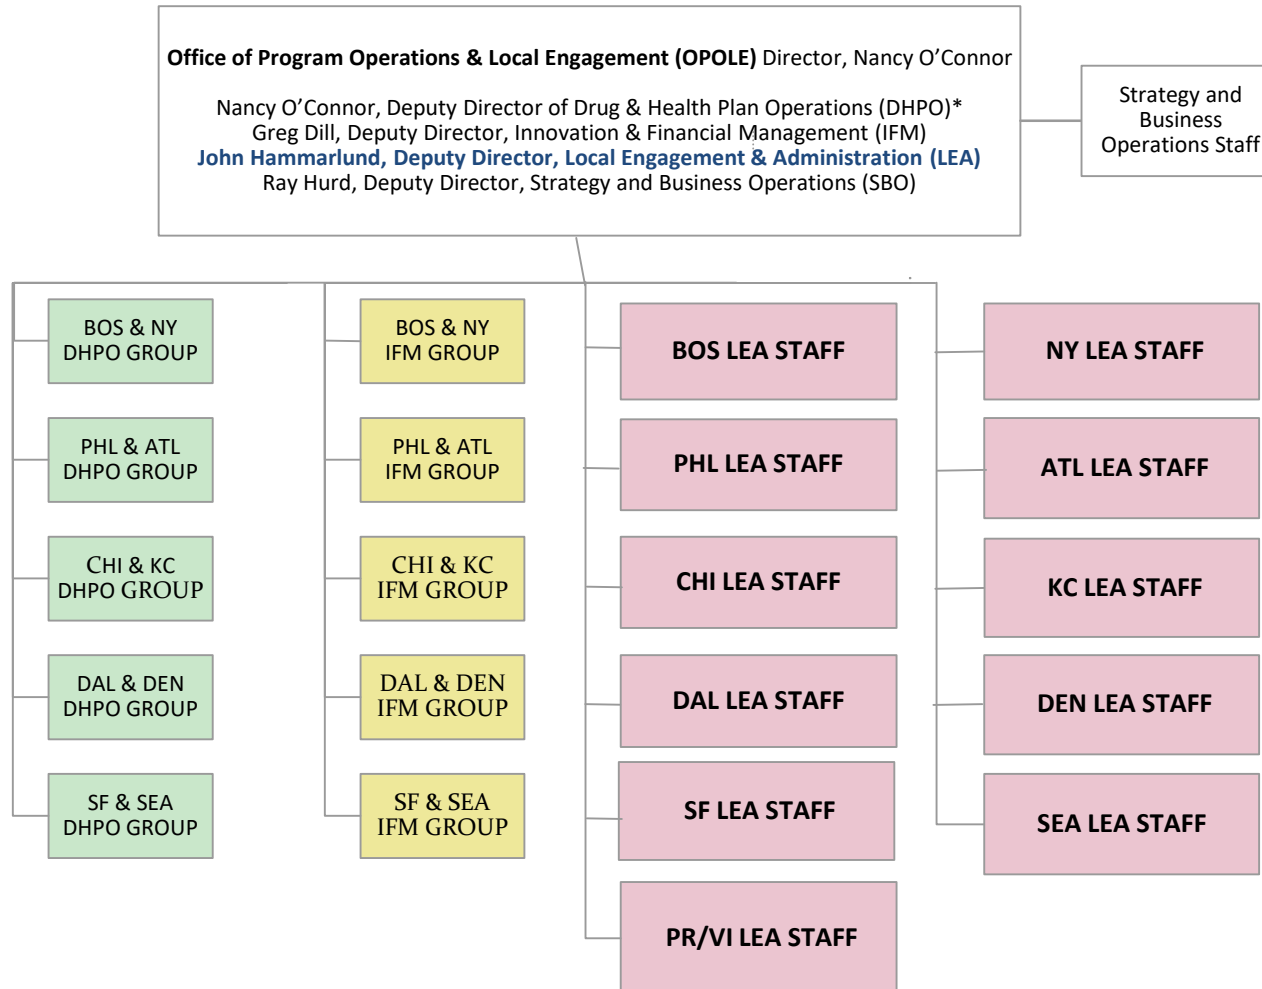 Office of Program Operations & Local Engagement (OPOLE) Director, Nancy O’Connor
Nancy O’Connor, Deputy Director of Drug & Health Plan Operations (DHPO)*
Greg Dill, Deputy Director, Innovation & Financial Management (IFM)
John Hammarlund, Deputy Director, Local Engagement & Administration (LEA)
Ray Hurd, Deputy Director, Strategy and Business Operations (SBO)
Strategy and
Business
Operations Staff
BOS & NY
DHPO GROUP
PHL & ATL
DHPO GROUP
CHI & KC
DHPO GROUP
DAL & DEN
DHPO GROUP
SF & SEA
DHPO GROUP
BOS & NY
IFM GROUP
PHL & ATL
IFM GROUP
CHI & KC
IFM GROUP
DAL & DEN
IFM GROUP
SF & SEA
IFM GROUP
BOS LEA STAFF
PHL LEA STAFF
CHI LEA STAFF
DAL LEA STAFF
SF LEA STAFF
PR/VI LEA STAFF
NY LEA STAFF
ATL LEA STAFF
KC LEA STAFF
DEN LEA STAFF
SEA LEA STAFF